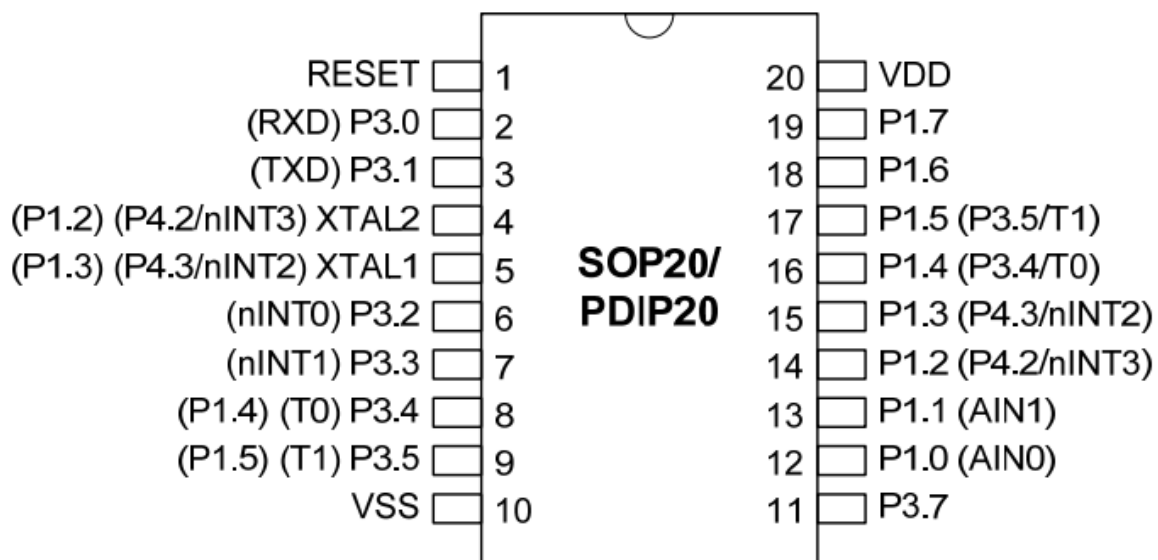 RESET 1 20 VDD
(RXD) P3.0 2 19 P1.7
(TXD) P3.1 3 18 P1.6
(P1.2) (P4.2/nINT3) XTAL2 4 17 P1.5 (P3.5/T1)
(P1.3) (P4.3/nINT2) XTAL1 5 SOP20/ 16 P1.4 (P3.4/T0)
(nINT0) P3.2 6 PDIP20 15 P1.3 (P4.3/nINT2)
(nINT1) P3.3 7 14 P1.2 (P4.2/nINT3)
(P1.4) (T0) P3.4 8 13 P1.1 (AIN1)
(P1.5) (T1) P3.5 9 12 P1.0 (AIN0)
VSS 10 11 P3.7